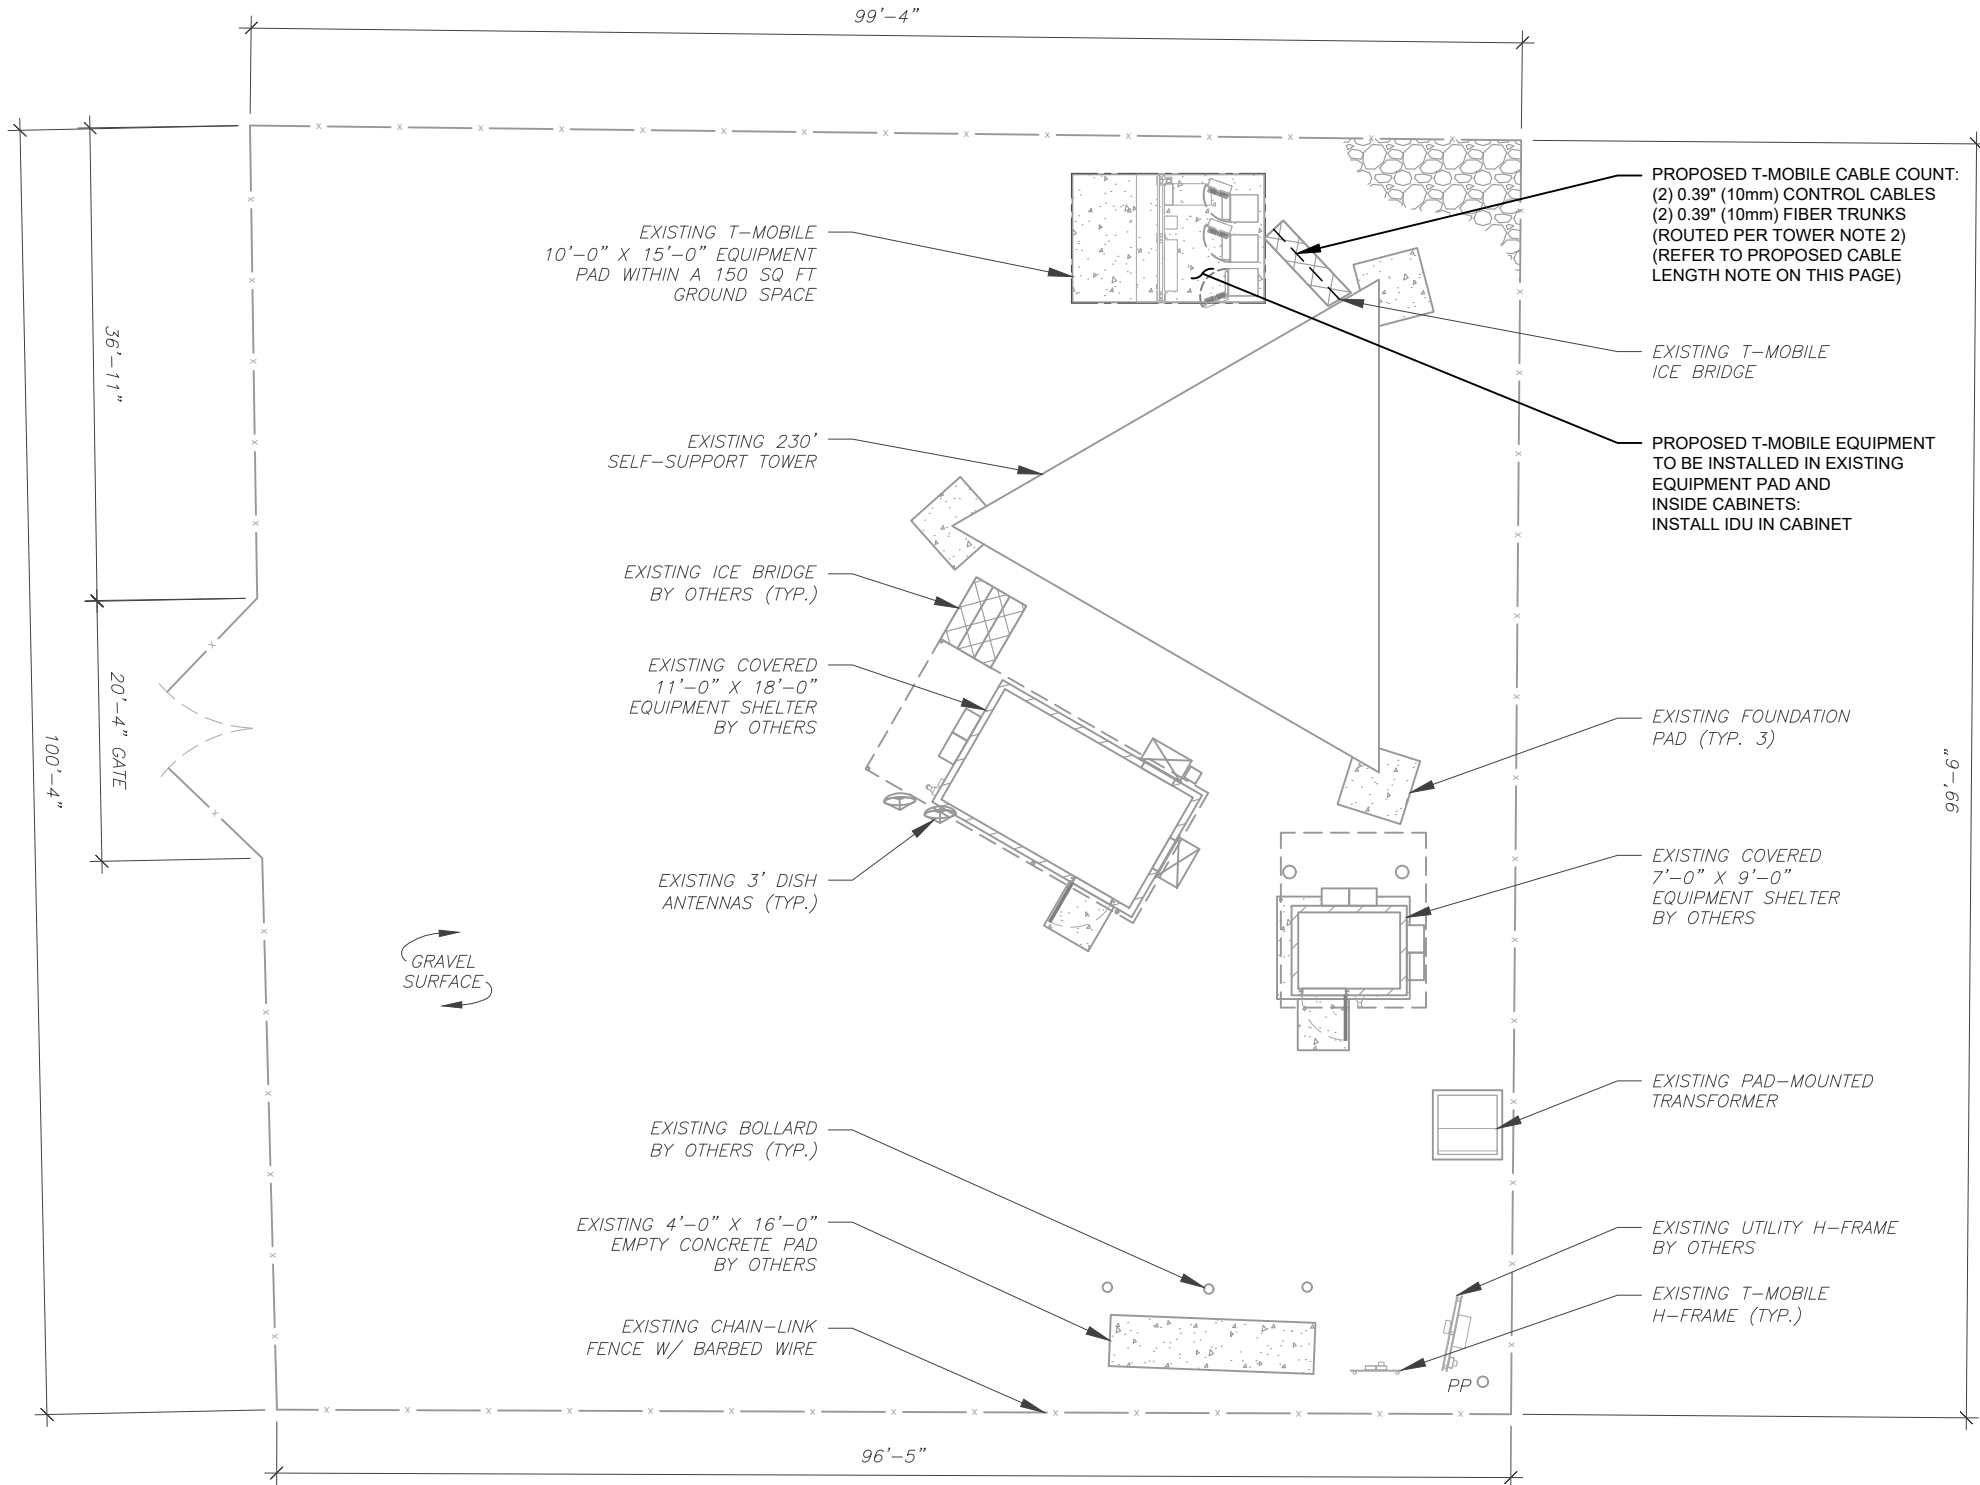 99'-4"
PROPOSED T-MOBILE CABLE COUNT:
(2) 0.39" (10mm) CONTROL CABLES
(2) 0.39" (10mm) FIBER TRUNKS
(ROUTED PER TOWER NOTE 2)
(REFER TO PROPOSED CABLE
LENGTH NOTE ON THIS PAGE)
EXISTING T-MOBILE
10'-0" X 15'-0" EQUIPMENT
PAD WITHIN A 150 SQ FT
GROUND SPACE
36'-11"
EXISTING T-MOBILE
ICE BRIDGE
EXISTING 230'
SELF-SUPPORT TOWER
PROPOSED T-MOBILE EQUIPMENT
TO BE INSTALLED IN EXISTING
EQUIPMENT PAD AND
INSIDE CABINETS:
INSTALL IDU IN CABINET
EXISTING ICE BRIDGE
BY OTHERS (TYP.)
EXISTING COVERED
11'-0" X 18'-0"
EQUIPMENT SHELTER
BY OTHERS
20'-4" GATE
100'-4"
EXISTING FOUNDATION
PAD (TYP. 3)
99'-6"
EXISTING 3' DISH
ANTENNAS (TYP.)
EXISTING COVERED
7'-0" X 9'-0"
EQUIPMENT SHELTER
BY OTHERS
GRAVEL
SURFACE
EXISTING PAD-MOUNTED
TRANSFORMER
EXISTING BOLLARD
BY OTHERS (TYP.)
EXISTING 4'-0" X 16'-0"
EMPTY CONCRETE PAD
BY OTHERS
EXISTING UTILITY H-FRAME
BY OTHERS
EXISTING T-MOBILE
H-FRAME (TYP.)
EXISTING CHAIN-LINK
FENCE W/ BARBED WIRE
PP
96'-5"